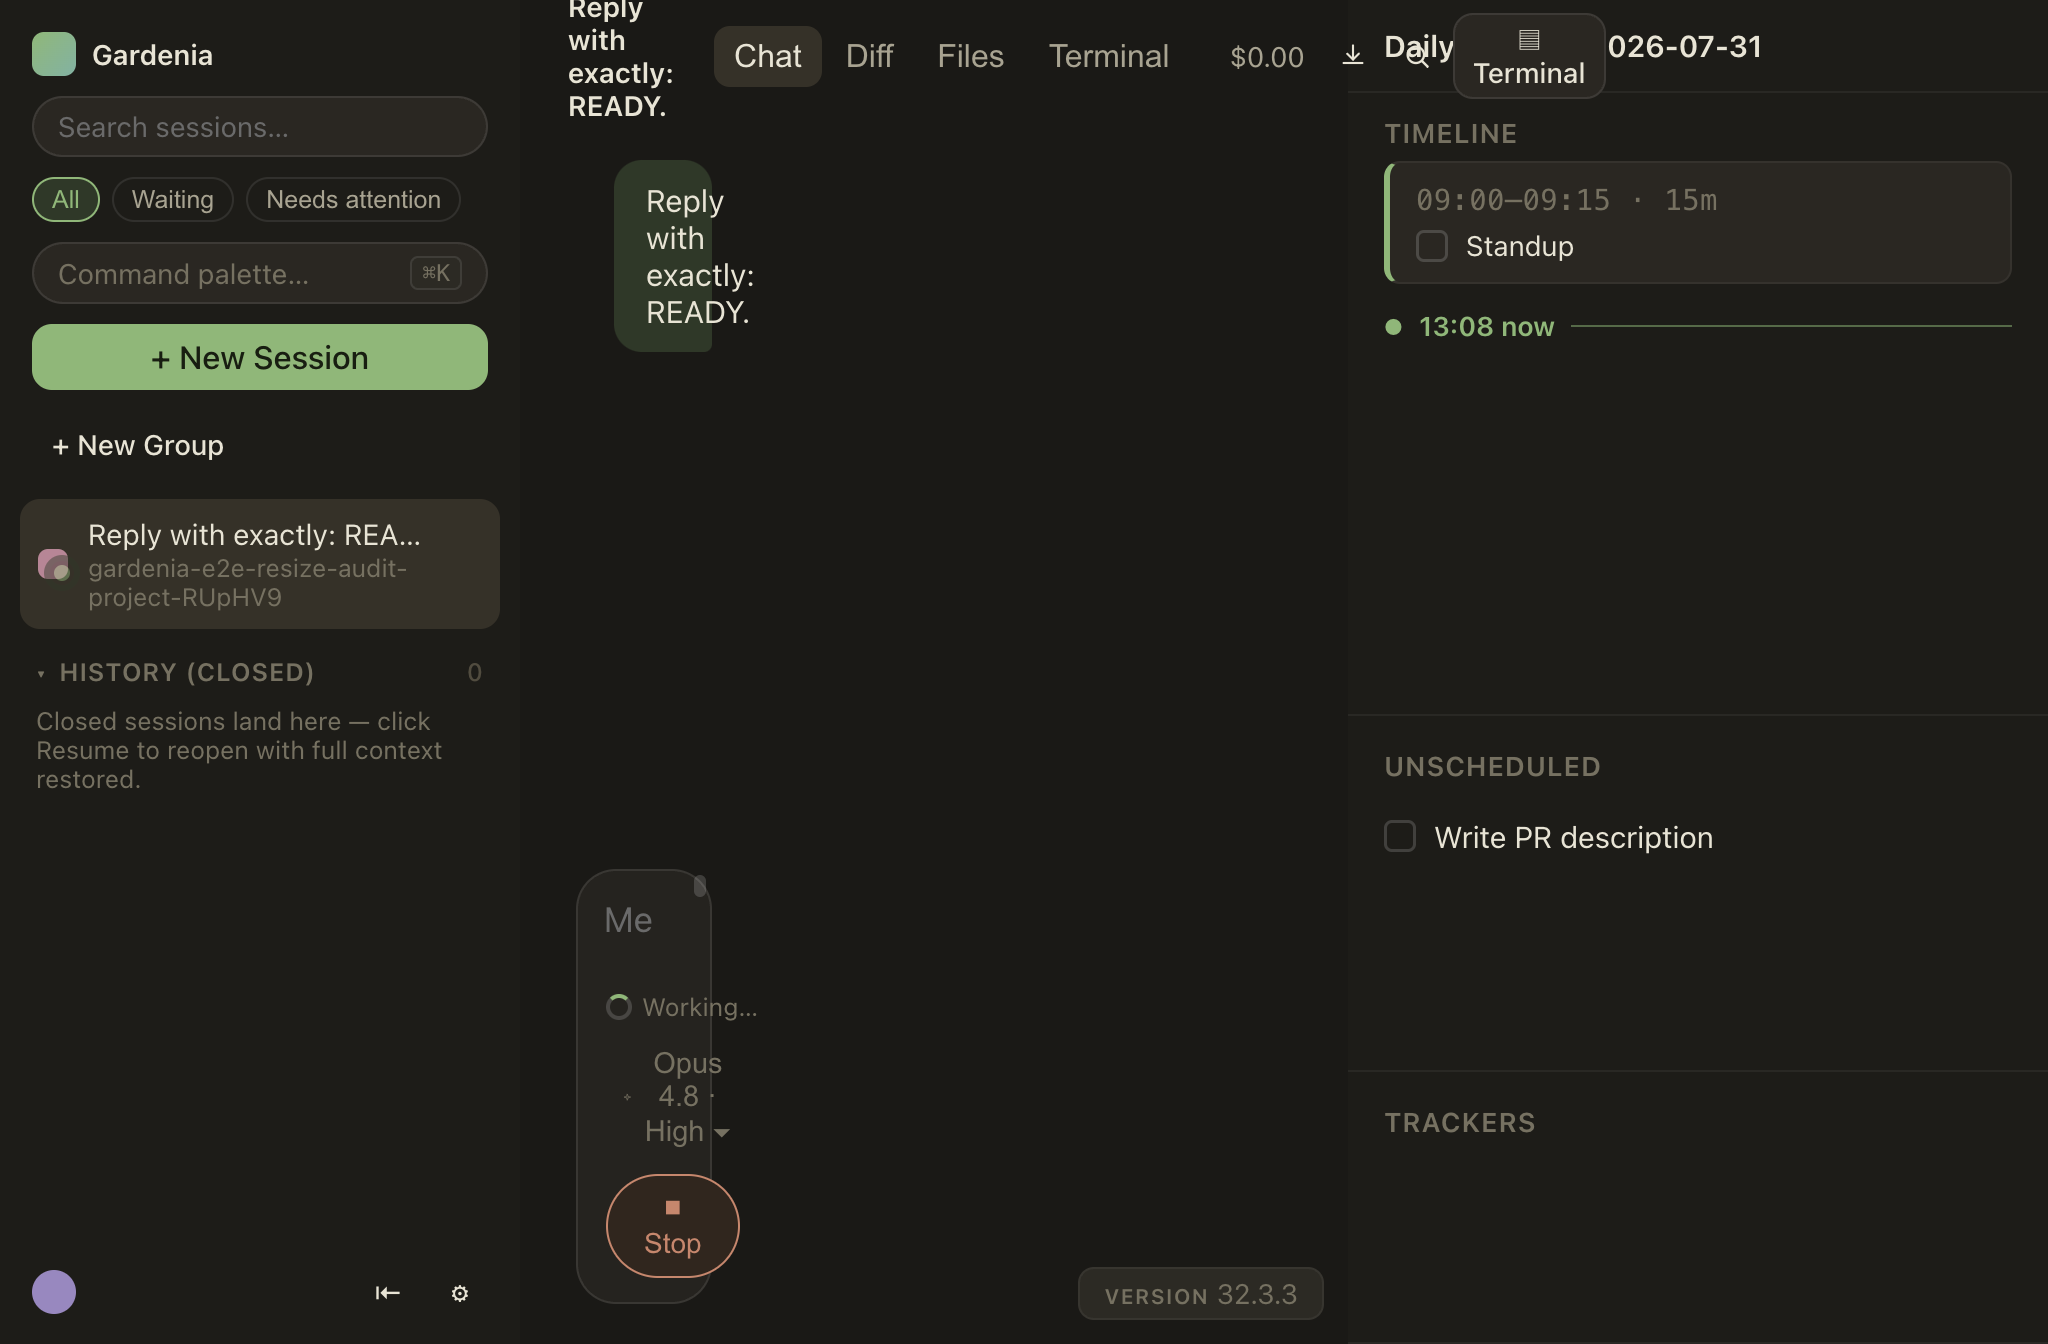 Gardenia
Search sessions...
All
Waiting
Needs attention
Command palette...
⌘K
+ New Session
+ New Group
Reply with exactly: REA...
gardenia-e2e-resize-audit-
project-RUpHV9
HISTORY (CLOSED)
0
Closed sessions land here — click
Resume to reopen with full context
restored.
Reply
with
exactly:
READY.
Chat
Diff
Files
Terminal
$0.00
Reply
with
exactly:
READY.
Me
Working...
Opus
4.8 ·
High
Stop
VERSION 32.3.3
Daily
Terminal
026-07-31
TIMELINE
09:00–09:15 · 15m
Standup
13:08 now
UNSCHEDULED
Write PR description
TRACKERS